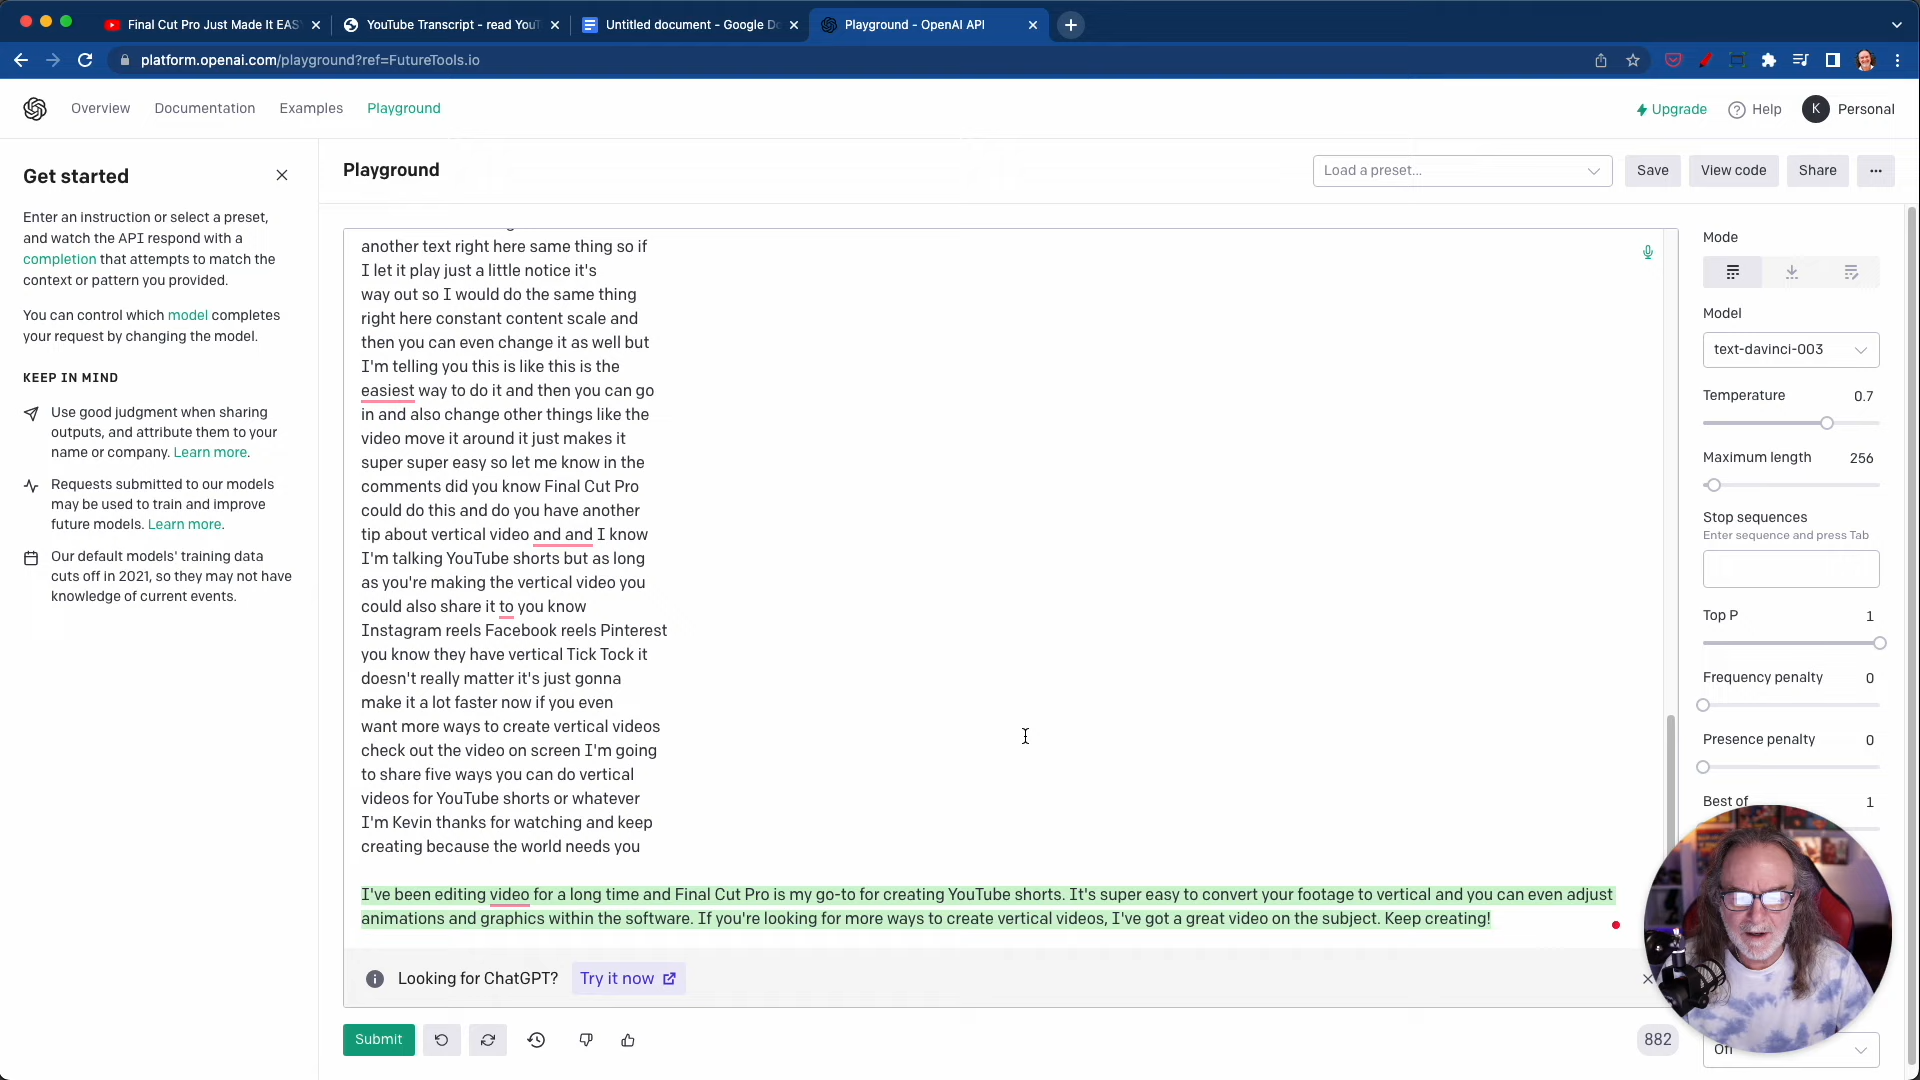 Final Cut Pro Just Made It EAS
YouTube Transcript - read YouT
Untitled document - Google Do
Playground - OpenAI API
platform.openai.com/playground?ref=FutureTools.io
Overview
Documentation
Examples
Playground
Upgrade
Help
K
Personal
Get started
Enter an instruction or select a preset,
and watch the API respond with a
completion that attempts to match the
context or pattern you provided.
You can control which model completes
your request by changing the model.
KEEP IN MIND
Use good judgment when sharing
outputs, and attribute them to your
name or company. Learn more.
Requests submitted to our models
may be used to train and improve
future models. Learn more.
Our default models' training data
cuts off in 2021, so they may not have
knowledge of current events.
Playground
Load a preset...
Save
View code
Share
another text right here same thing so if
I let it play just a little notice it's
way out so I would do the same thing
right here constant content scale and
then you can even change it as well but
I'm telling you this is like this is the
easiest way to do it and then you can go
in and also change other things like the
video move it around it just makes it
super super easy so let me know in the
comments did you know Final Cut Pro
could do this and do you have another
tip about vertical video and and I know
I'm talking YouTube shorts but as long
as you're making the vertical video you
could also share it to you know
Instagram reels Facebook reels Pinterest
you know they have vertical Tick Tock it
doesn't really matter it's just gonna
make it a lot faster now if you even
want more ways to create vertical videos
check out the video on screen I'm going
to share five ways you can do vertical
videos for YouTube shorts or whatever
I'm Kevin thanks for watching and keep
creating because the world needs you
I've been editing video for a long time and Final Cut Pro is my go-to for creating YouTube shorts. It's super easy to convert your footage to vertical and you can even adjust
animations and graphics within the software. If you're looking for more ways to create vertical videos, I've got a great video on the subject. Keep creating!
Looking for ChatGPT?
Try it now
Submit
882
Mode
Model
text-davinci-003
Temperature
0.7
Maximum length
256
Stop sequences
Enter sequence and press Tab
Top P
1
Frequency penalty
0
Presence penalty
0
Best of
1
Off